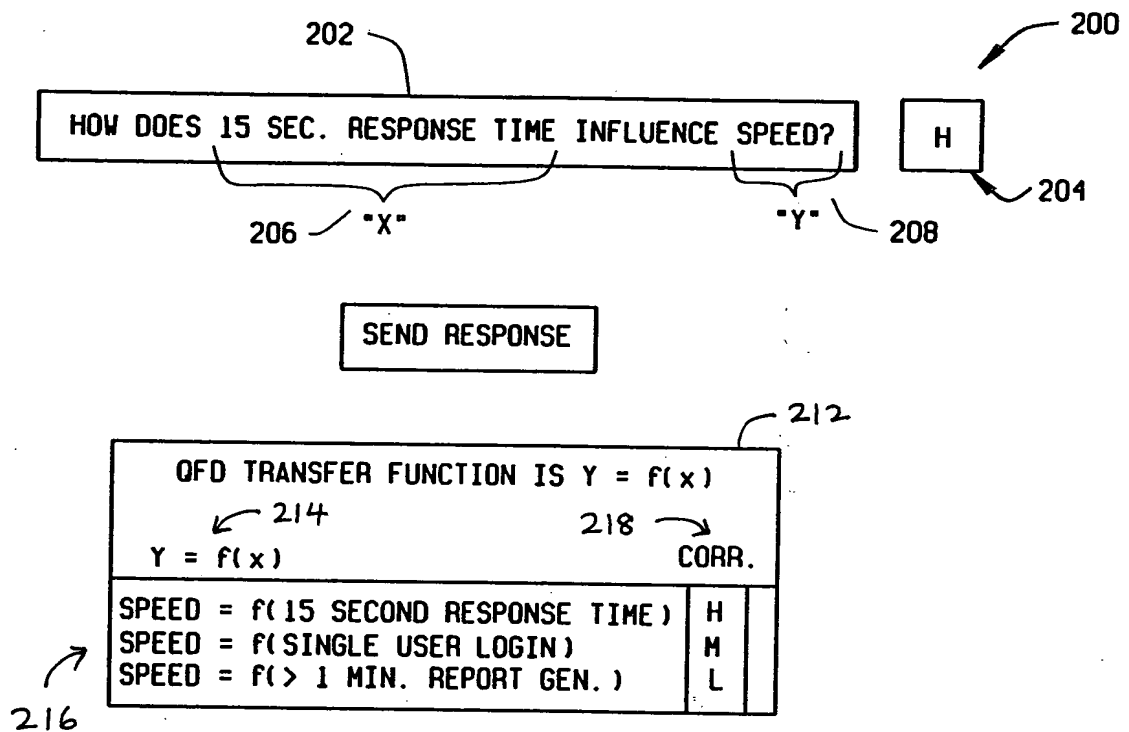 202
200
HOW DOES 15 SEC. RESPONSE TIME INFLUENCE SPEED?
H
204
206
"X"
"Y"
208
SEND RESPONSE
212
QFD TRANSFER FUNCTION IS Y = f(x)
214
218
Y = f(x) CORR.
SPEED = f(15 SECOND RESPONSE TIME) H
SPEED = f(SINGLE USER LOGIN) M
SPEED = f(> 1 MIN. REPORT GEN.) L
216